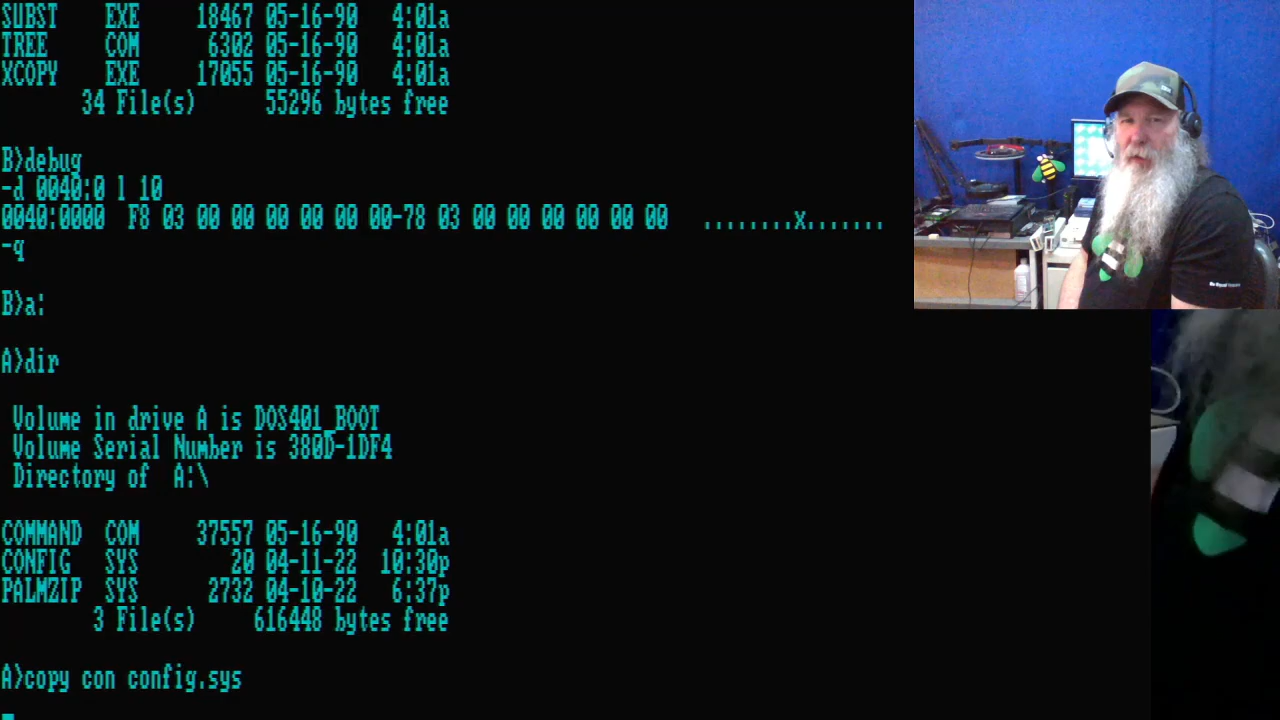 SUBST    EXE     18467 05-16-90   4:01a
TREE     COM      6302 05-16-90   4:01a
XCOPY    EXE     17055 05-16-90   4:01a
       34 File(s)     55296 bytes free
B>debug
-d 0040:0 l 10
0040:0000  F8 03 00 00 00 00 00 00-78 03 00 00 00 00 00 00   ........x.......
-q
B>a:
A>dir
 Volume in drive A is DOS401_BOOT
 Volume Serial Number is 380D-1DF4
 Directory of  A:\
COMMAND  COM     37557 05-16-90   4:01a
CONFIG   SYS        20 04-11-22  10:30p
PALMZIP  SYS      2732 04-10-22   6:37p
        3 File(s)    616448 bytes free
A>copy con config.sys